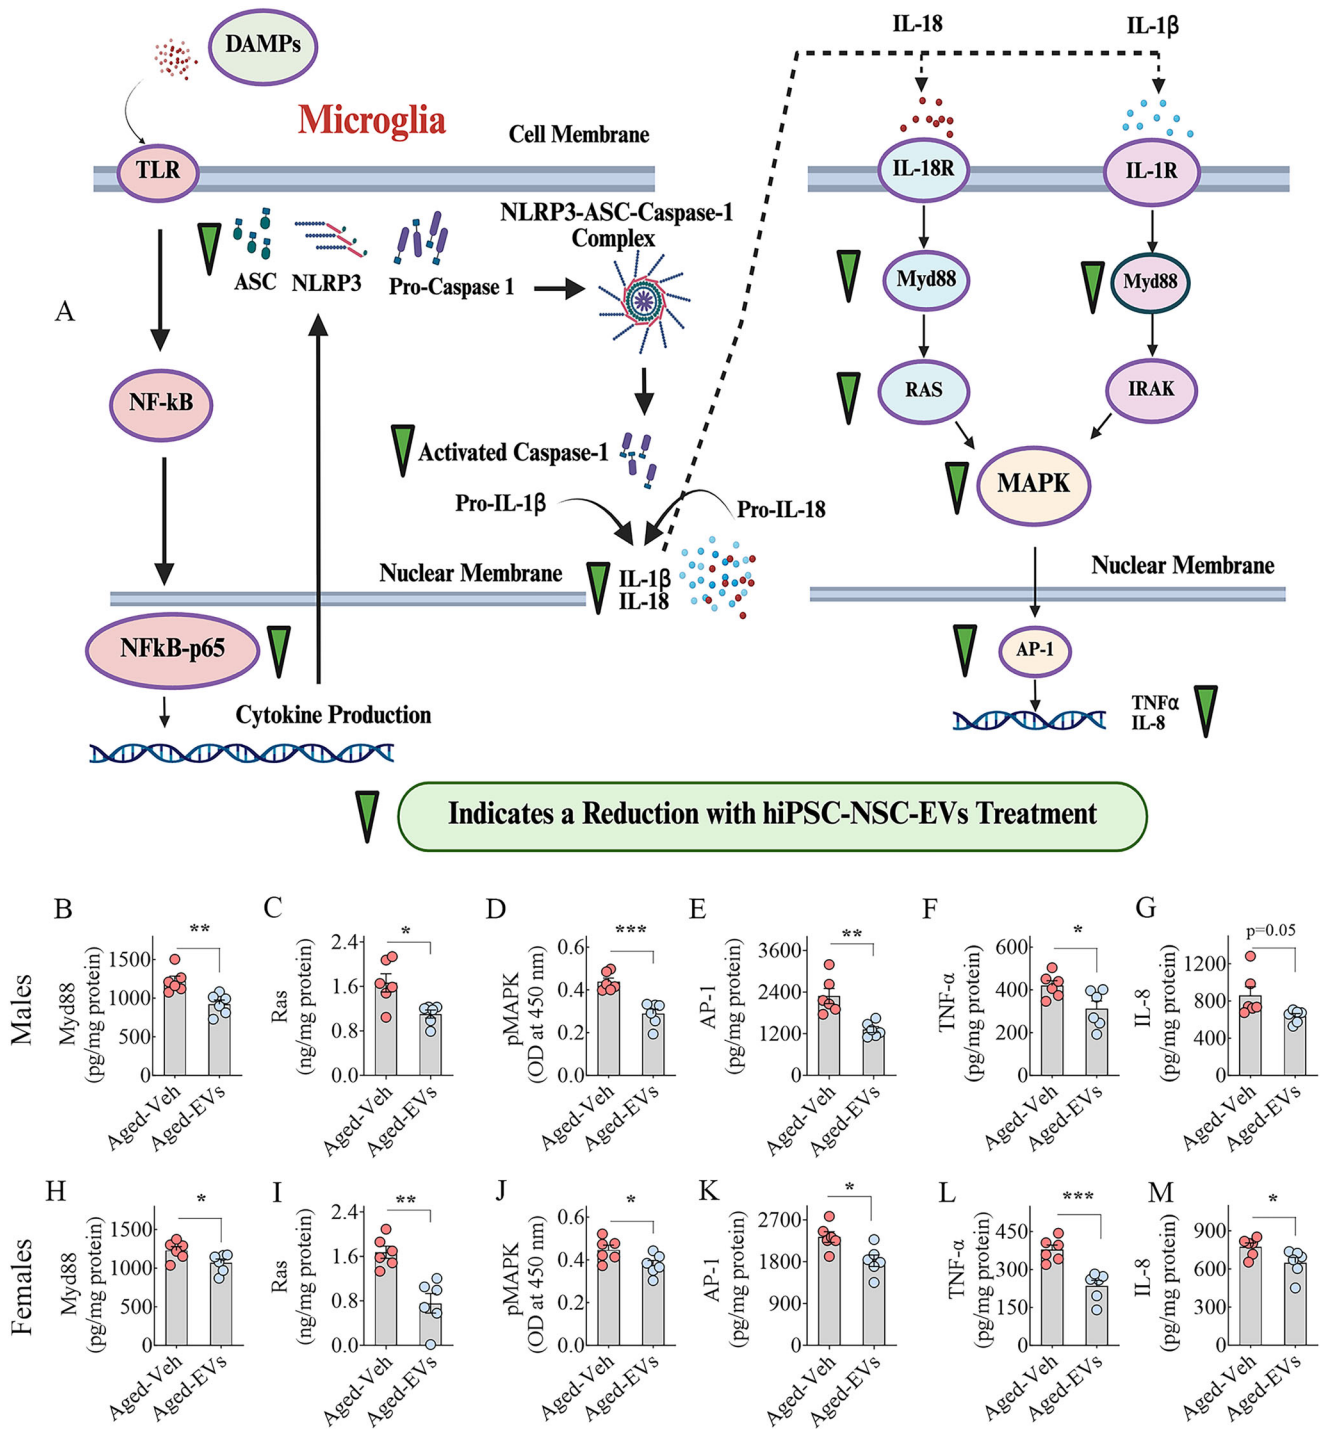 DAMPs
IL-18
IL-1β
Microglia
Cell Membrane
TLR
IL-18R
IL-1R
NLRP3-ASC-Caspase-1
Complex
ASC
NLRP3
Pro-Caspase 1
Myd88
Myd88
A
NF-kB
RAS
IRAK
Activated Caspase-1
MAPK
Pro-IL-1β
Pro-IL-18
Nuclear Membrane
IL-1β
IL-18
Nuclear Membrane
NFkB-p65
AP-1
Cytokine Production
TNFα
IL-8
Indicates a Reduction with hiPSC-NSC-EVs Treatment
Males
B
**
Myd88
(pg/mg protein)
1500
1000
500
0
Aged-Veh
Aged-EVs
C
*
Ras
(ng/mg protein)
2.4
1.6
0.8
0.0
Aged-Veh
Aged-EVs
D
***
pMAPK
(OD at 450 nm)
0.6
0.4
0.2
0.0
Aged-Veh
Aged-EVs
E
**
AP-1
(pg/mg protein)
3600
2400
1200
0
Aged-Veh
Aged-EVs
F
*
TNF-α
(pg/mg protein)
600
400
200
0
Aged-Veh
Aged-EVs
G
p=0.05
IL-8
(pg/mg protein)
1200
800
400
0
Aged-Veh
Aged-EVs
Females
H
*
Myd88
(pg/mg protein)
1500
1000
500
0
Aged-Veh
Aged-EVs
I
**
Ras
(ng/mg protein)
2.4
1.6
0.8
0.0
Aged-Veh
Aged-EVs
J
*
pMAPK
(OD at 450 nm)
0.6
0.4
0.2
0.0
Aged-Veh
Aged-EVs
K
*
AP-1
(pg/mg protein)
2700
1800
900
0
Aged-Veh
Aged-EVs
L
***
TNF-α
(pg/mg protein)
450
300
150
0
Aged-Veh
Aged-EVs
M
*
IL-8
(pg/mg protein)
900
600
300
0
Aged-Veh
Aged-EVs